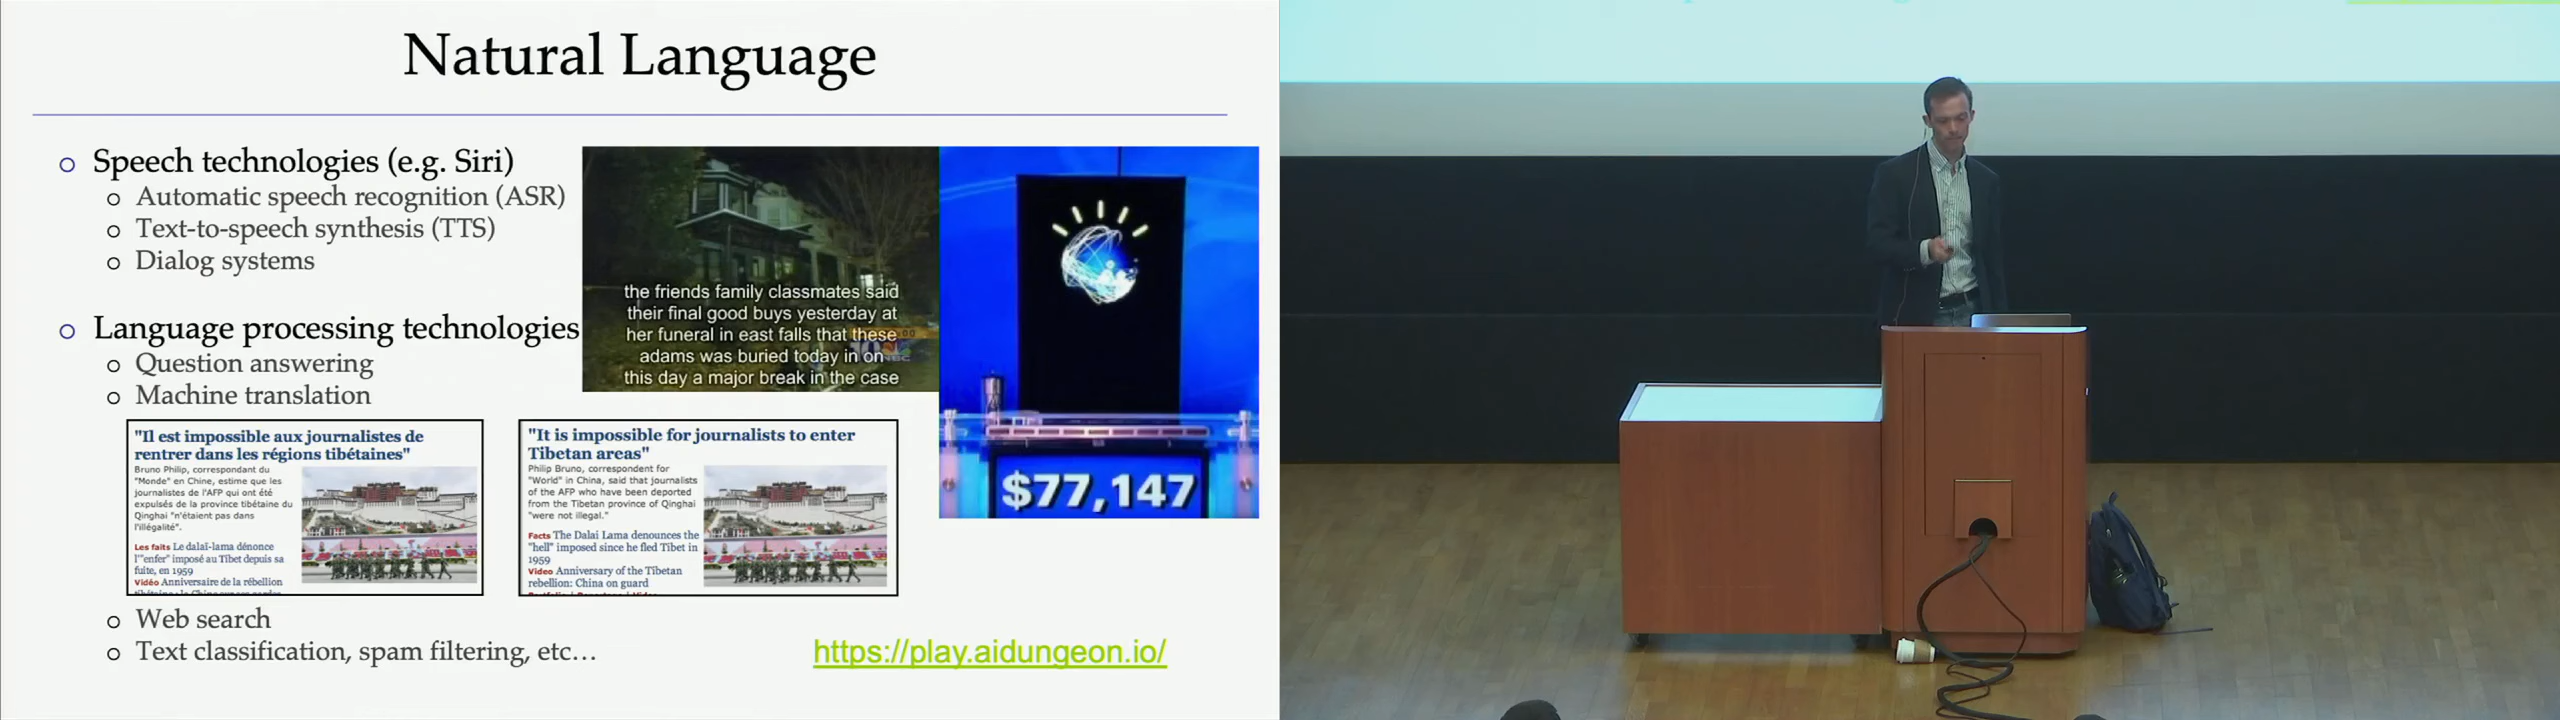 Natural Language
Speech technologies (e.g. Siri)
Automatic speech recognition (ASR)
Text-to-speech synthesis (TTS)
Dialog systems
Language processing technologies
Question answering
Machine translation
the friends family classmates said
their final good buys yesterday at
her funeral in east falls that these
adams was buried today in on
this day a major break in the case
$77,147
"Il est impossible aux journalistes de
rentrer dans les régions tibétaines"
Bruno Philip, correspondant du
"Monde" en Chine, estime que les
journalistes de l'AFP qui ont été
expulsés de la province tibétaine du
Qinghai "n'étaient pas dans
l'illégalité".
Les faits Le dalaï-lama dénonce
l'"enfer" imposé au Tibet depuis sa
fuite, en 1959
Vidéo Anniversaire de la rébellion
"It is impossible for journalists to enter
Tibetan areas"
Philip Bruno, correspondent for
"World" in China, said that journalists
of the AFP who have been deported
from the Tibetan province of Qinghai
"were not illegal."
Facts The Dalai Lama denounces the
"hell" imposed since he fled Tibet in
1959
Video Anniversary of the Tibetan
rebellion: China on guard
Web search
Text classification, spam filtering, etc…
https://play.aidungeon.io/